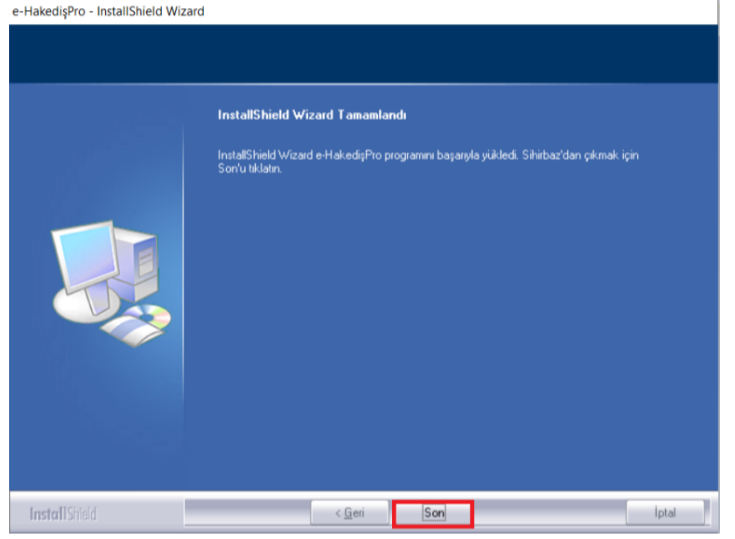 e-HakedişPro - InstallShield Wizard
InstallShield Wizard Tamamlandı
InstallShield Wizard e-HakedişPro programını başarıyla yükledi. Sihirbaz'dan çıkmak için
Son'u tıklatın.
InstallShield
< Geri
Son
İptal